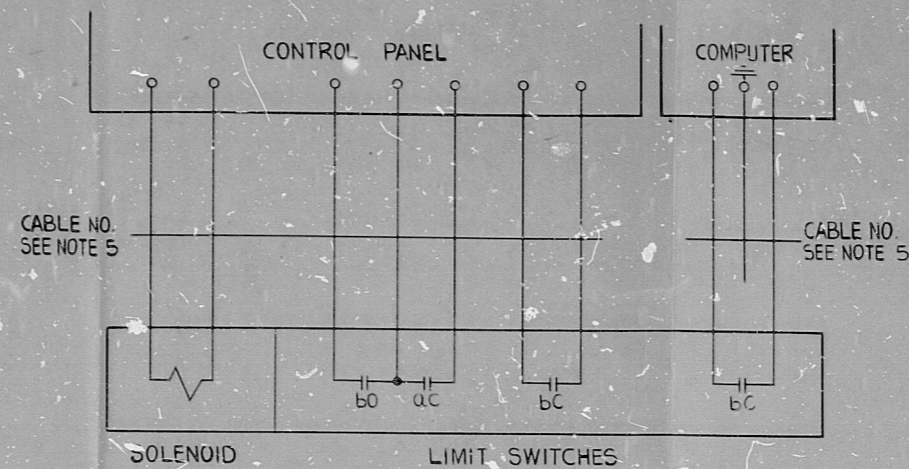 CONTROL PANEL
COMPUTER
CABLE NO.
SEE NOTE 5
CABLE NO.
SEE NOTE 5
bo
ac
bc
bc
SOLENOID
LIMIT SWITCHES